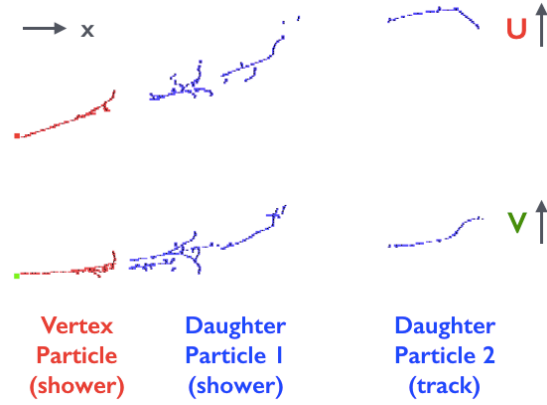 x
U
V
Vertex
Particle
(shower)
Daughter
Particle 1
(shower)
Daughter
Particle 2
(track)